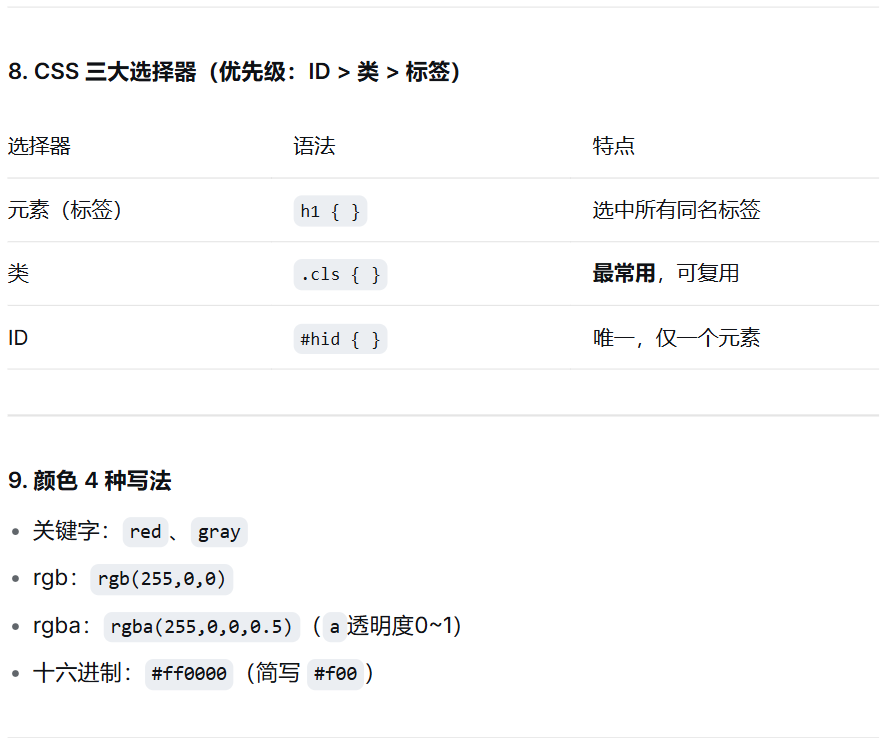 8. CSS 三大选择器（优先级：ID > 类 > 标签）
选择器 语法 特点
元素（标签） h1 { } 选中所有同名标签
类 .cls { } 最常用，可复用
ID #hid { } 唯一，仅一个元素
9. 颜色 4 种写法
• 关键字：red、gray
• rgb：rgb(255,0,0)
• rgba：rgba(255,0,0,0.5)（a透明度0~1）
• 十六进制：#ff0000（简写 #f00）